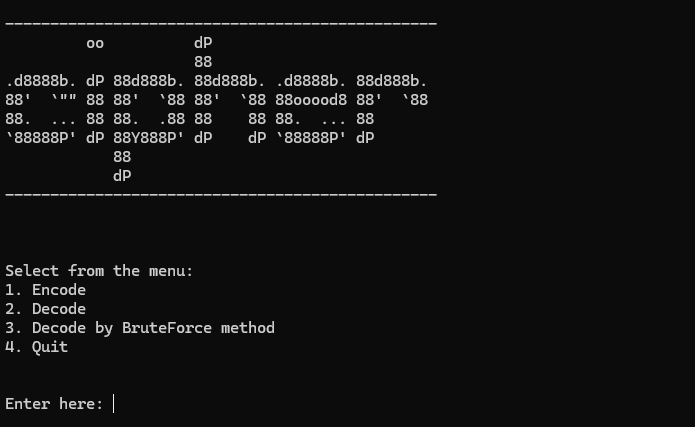 ------------------------------------------------
         oo          dP
                     88
.d8888b. dP 88d888b. 88d888b. .d8888b. 88d888b.
88'  `"" 88 88'  `88 88'  `88 88ooood8 88'  `88
88.  ... 88 88.  .88 88    88 88.  ... 88
`88888P' dP 88Y888P' dP    dP `88888P' dP
            88
            dP
------------------------------------------------
Select from the menu:
1. Encode
2. Decode
3. Decode by BruteForce method
4. Quit
Enter here: